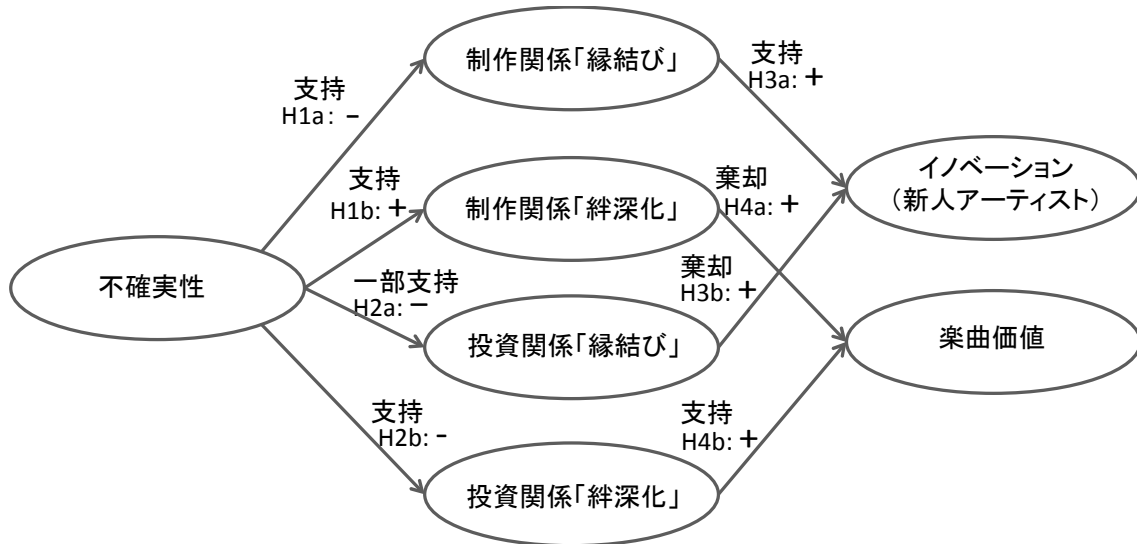 制作関係「縁結び」
支持
H3a: +
支持
H1a: -
イノベーション
（新人アーティスト）
支持
H1b: +
制作関係「絆深化」
棄却
H4a: +
不確実性
一部支持
H2a: -
棄却
H3b: +
投資関係「縁結び」
楽曲価値
支持
H2b: -
支持
H4b: +
投資関係「絆深化」